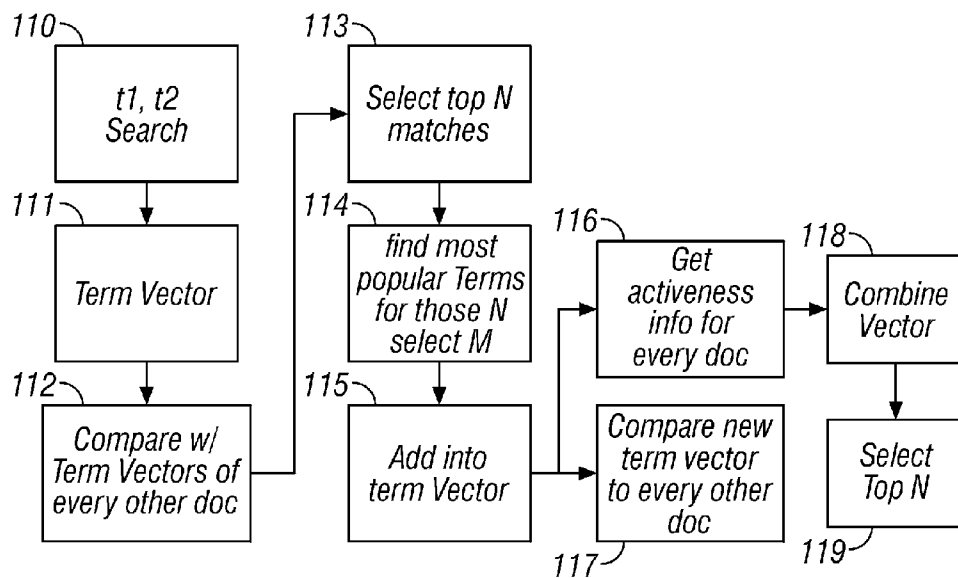 110
t1, t2
Search
111
Term Vector
112
Compare w/
Term Vectors of
every other doc
113
Select top N
matches
114
find most
popular Terms
for those N
select M
115
Add into
term Vector
116
Get
activeness
info for
every doc
Compare new
term vector
to every other
doc
117
118
Combine
Vector
Select
Top N
119